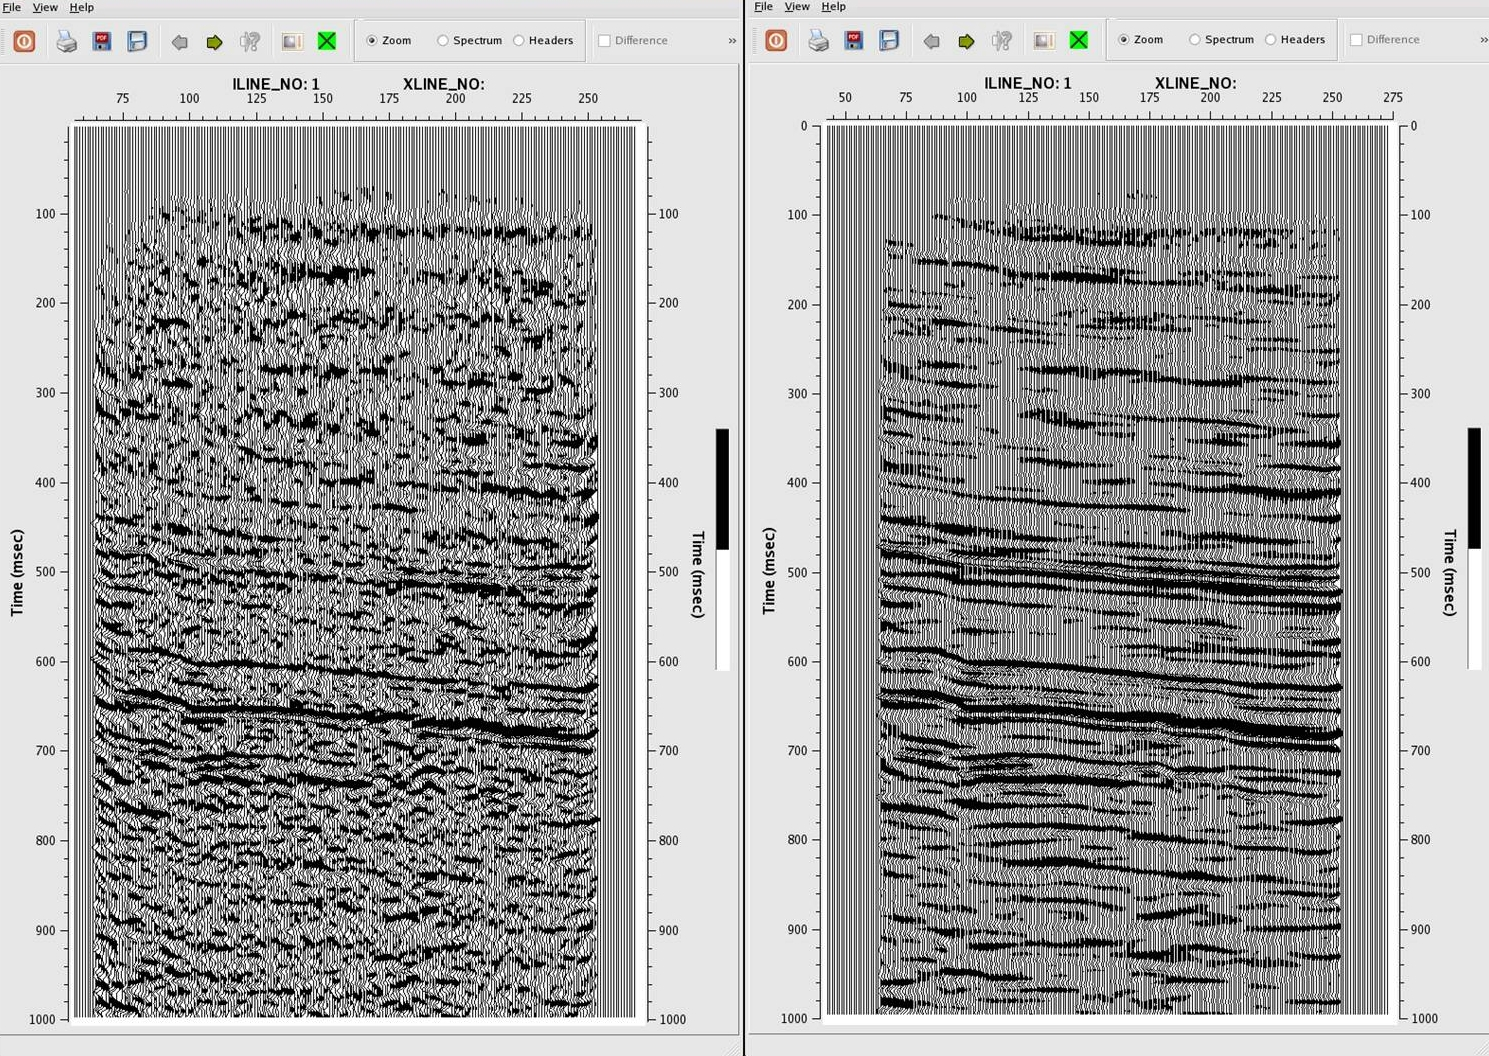 File View Help
Zoom Spectrum Headers Difference »
ILINE_NO: 1 XLINE_NO:
75 100 125 150 175 200 225 250
100 100
200 200
300 300
400 400
500 500
600 600
700 700
800 800
900 900
1000 1000
Time (msec)
Time (msec)
File View Help
Zoom Spectrum Headers Difference »
ILINE_NO: 1 XLINE_NO:
50 75 100 125 150 175 200 225 250 275
0 0
100 100
200 200
300 300
400 400
500 500
600 600
700 700
800 800
900 900
1000 1000
Time (msec)
Time (msec)